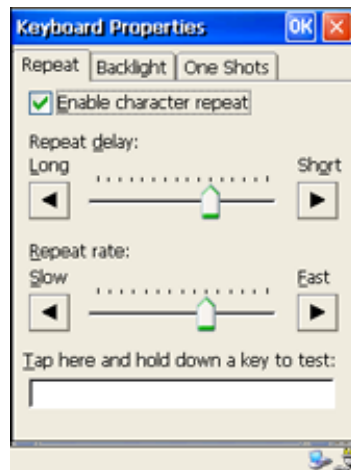 Keyboard Properties OK
Repeat Backlight One Shots
Enable character repeat
Repeat delay:
Long Short
Repeat rate:
Slow Fast
Tap here and hold down a key to test: